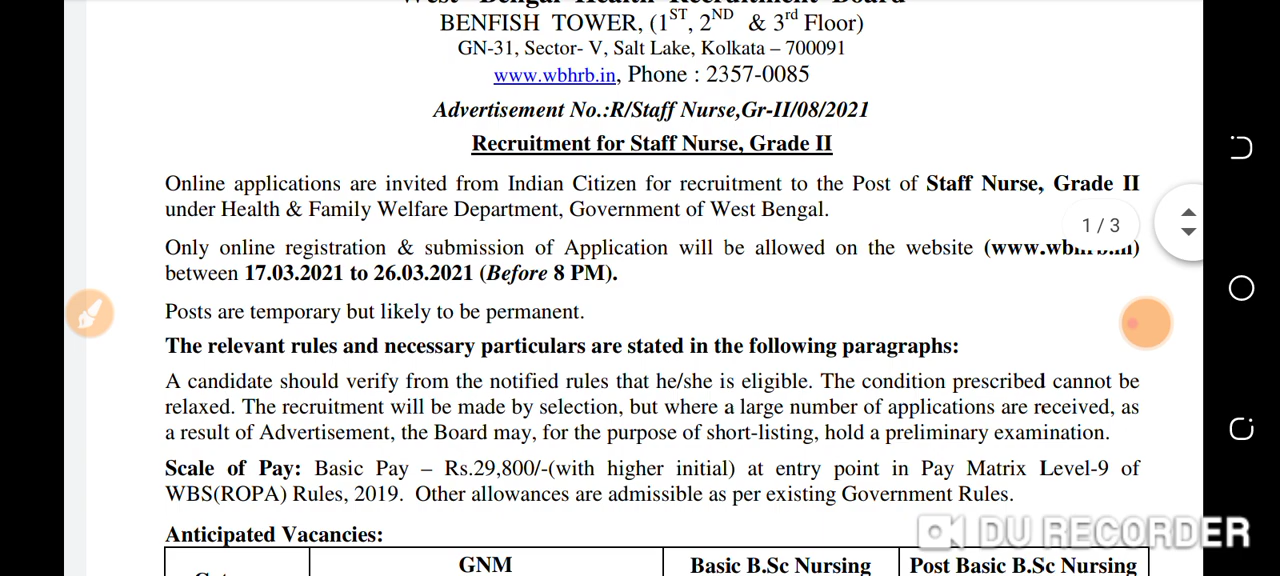 West Bengal Health Recruitment Board
BENFISH TOWER, (1ST, 2ND & 3rd Floor)
GN-31, Sector- V, Salt Lake, Kolkata – 700091
www.wbhrb.in, Phone : 2357-0085
Advertisement No.:R/Staff Nurse,Gr-II/08/2021
Recruitment for Staff Nurse, Grade II
Online applications are invited from Indian Citizen for recruitment to the Post of Staff Nurse, Grade II
under Health & Family Welfare Department, Government of West Bengal.
1 / 3
Only online registration & submission of Application will be allowed on the website (www.wbhrb.in)
between 17.03.2021 to 26.03.2021 (Before 8 PM).
Posts are temporary but likely to be permanent.
The relevant rules and necessary particulars are stated in the following paragraphs:
A candidate should verify from the notified rules that he/she is eligible. The condition prescribed cannot be
relaxed. The recruitment will be made by selection, but where a large number of applications are received, as
a result of Advertisement, the Board may, for the purpose of short-listing, hold a preliminary examination.
Scale of Pay: Basic Pay – Rs.29,800/-(with higher initial) at entry point in Pay Matrix Level-9 of
WBS(ROPA) Rules, 2019. Other allowances are admissible as per existing Government Rules.
Anticipated Vacancies:
GNM Basic B.Sc Nursing Post Basic B.Sc Nursing
DU RECORDER